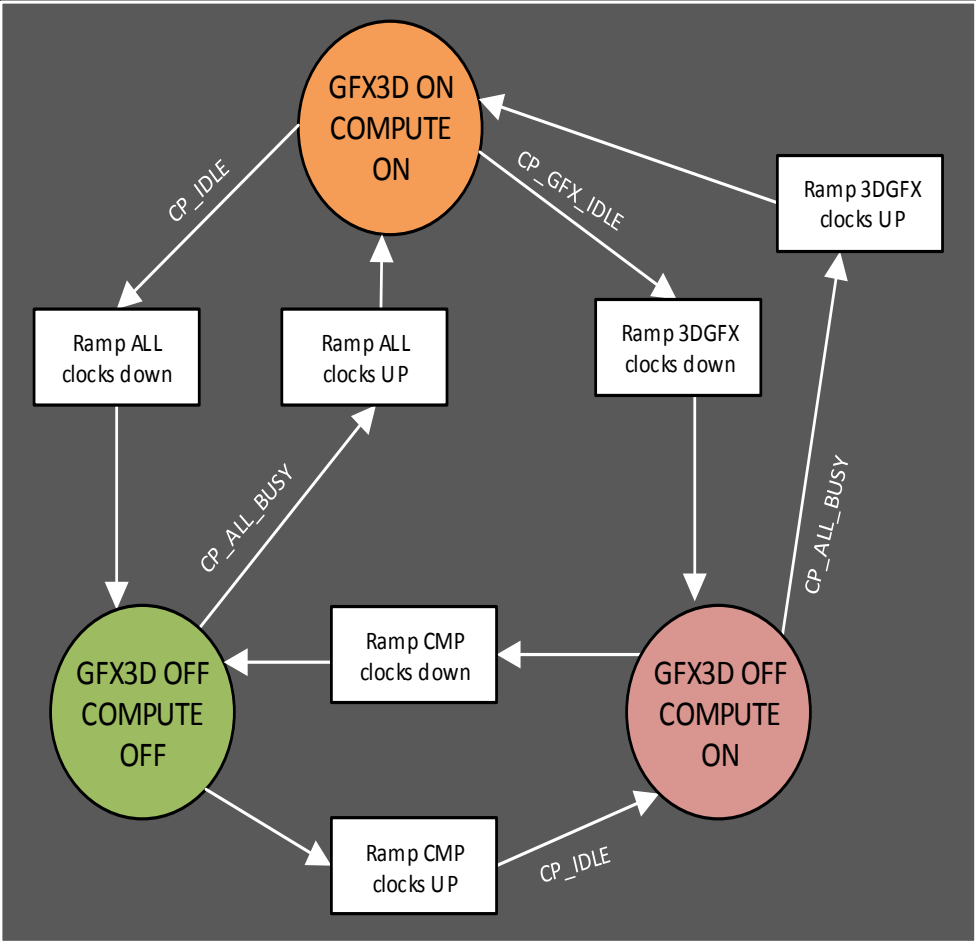 GFX3D ON
COMPUTE
ON
CP_IDLE
CP_GFX_IDLE
Ramp 3DGFX
clocks UP
Ramp ALL
clocks down
Ramp ALL
clocks UP
Ramp 3DGFX
clocks down
CP_ALL_BUSY
CP_ALL_BUSY
GFX3D OFF
COMPUTE
OFF
Ramp CMP
clocks down
GFX3D OFF
COMPUTE
ON
Ramp CMP
clocks UP
CP_IDLE